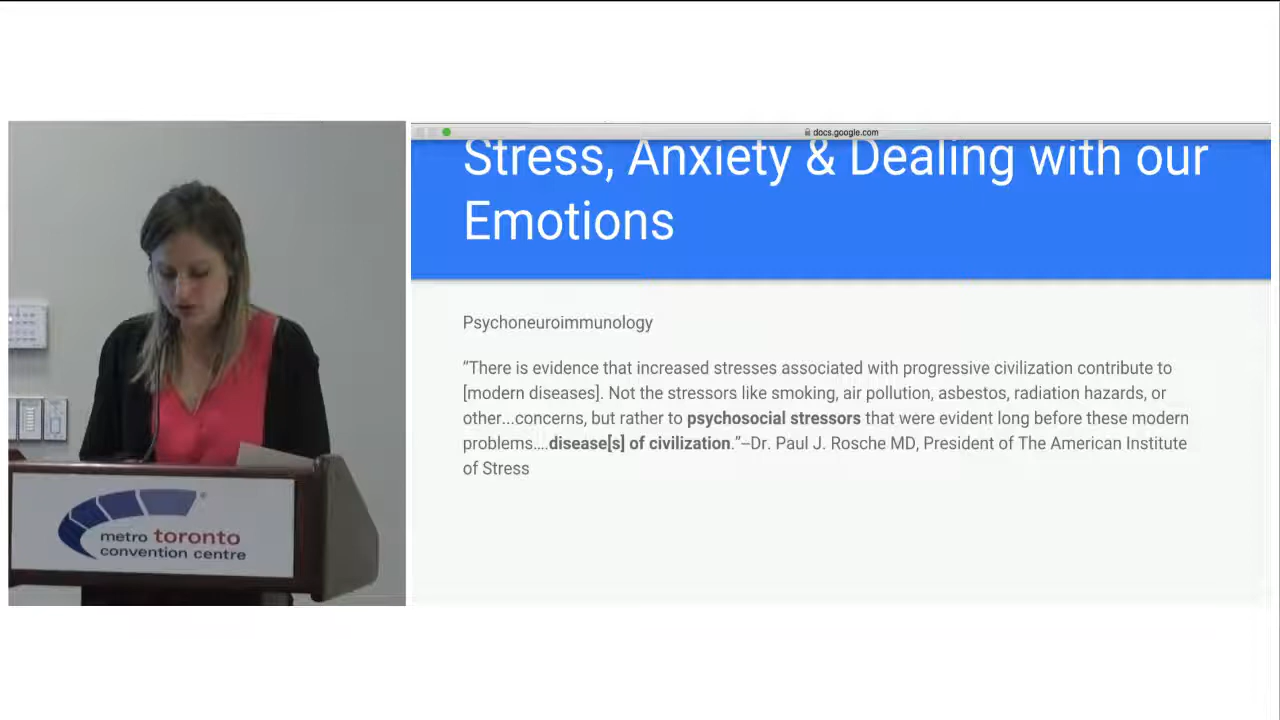 docs.google.com
Stress, Anxiety & Dealing with our
Emotions
Psychoneuroimmunology
“There is evidence that increased stresses associated with progressive civilization contribute to
[modern diseases]. Not the stressors like smoking, air pollution, asbestos, radiation hazards, or
other...concerns, but rather to psychosocial stressors that were evident long before these modern
problems....disease[s] of civilization.”–Dr. Paul J. Rosche MD, President of The American Institute
of Stress
metro toronto
convention centre